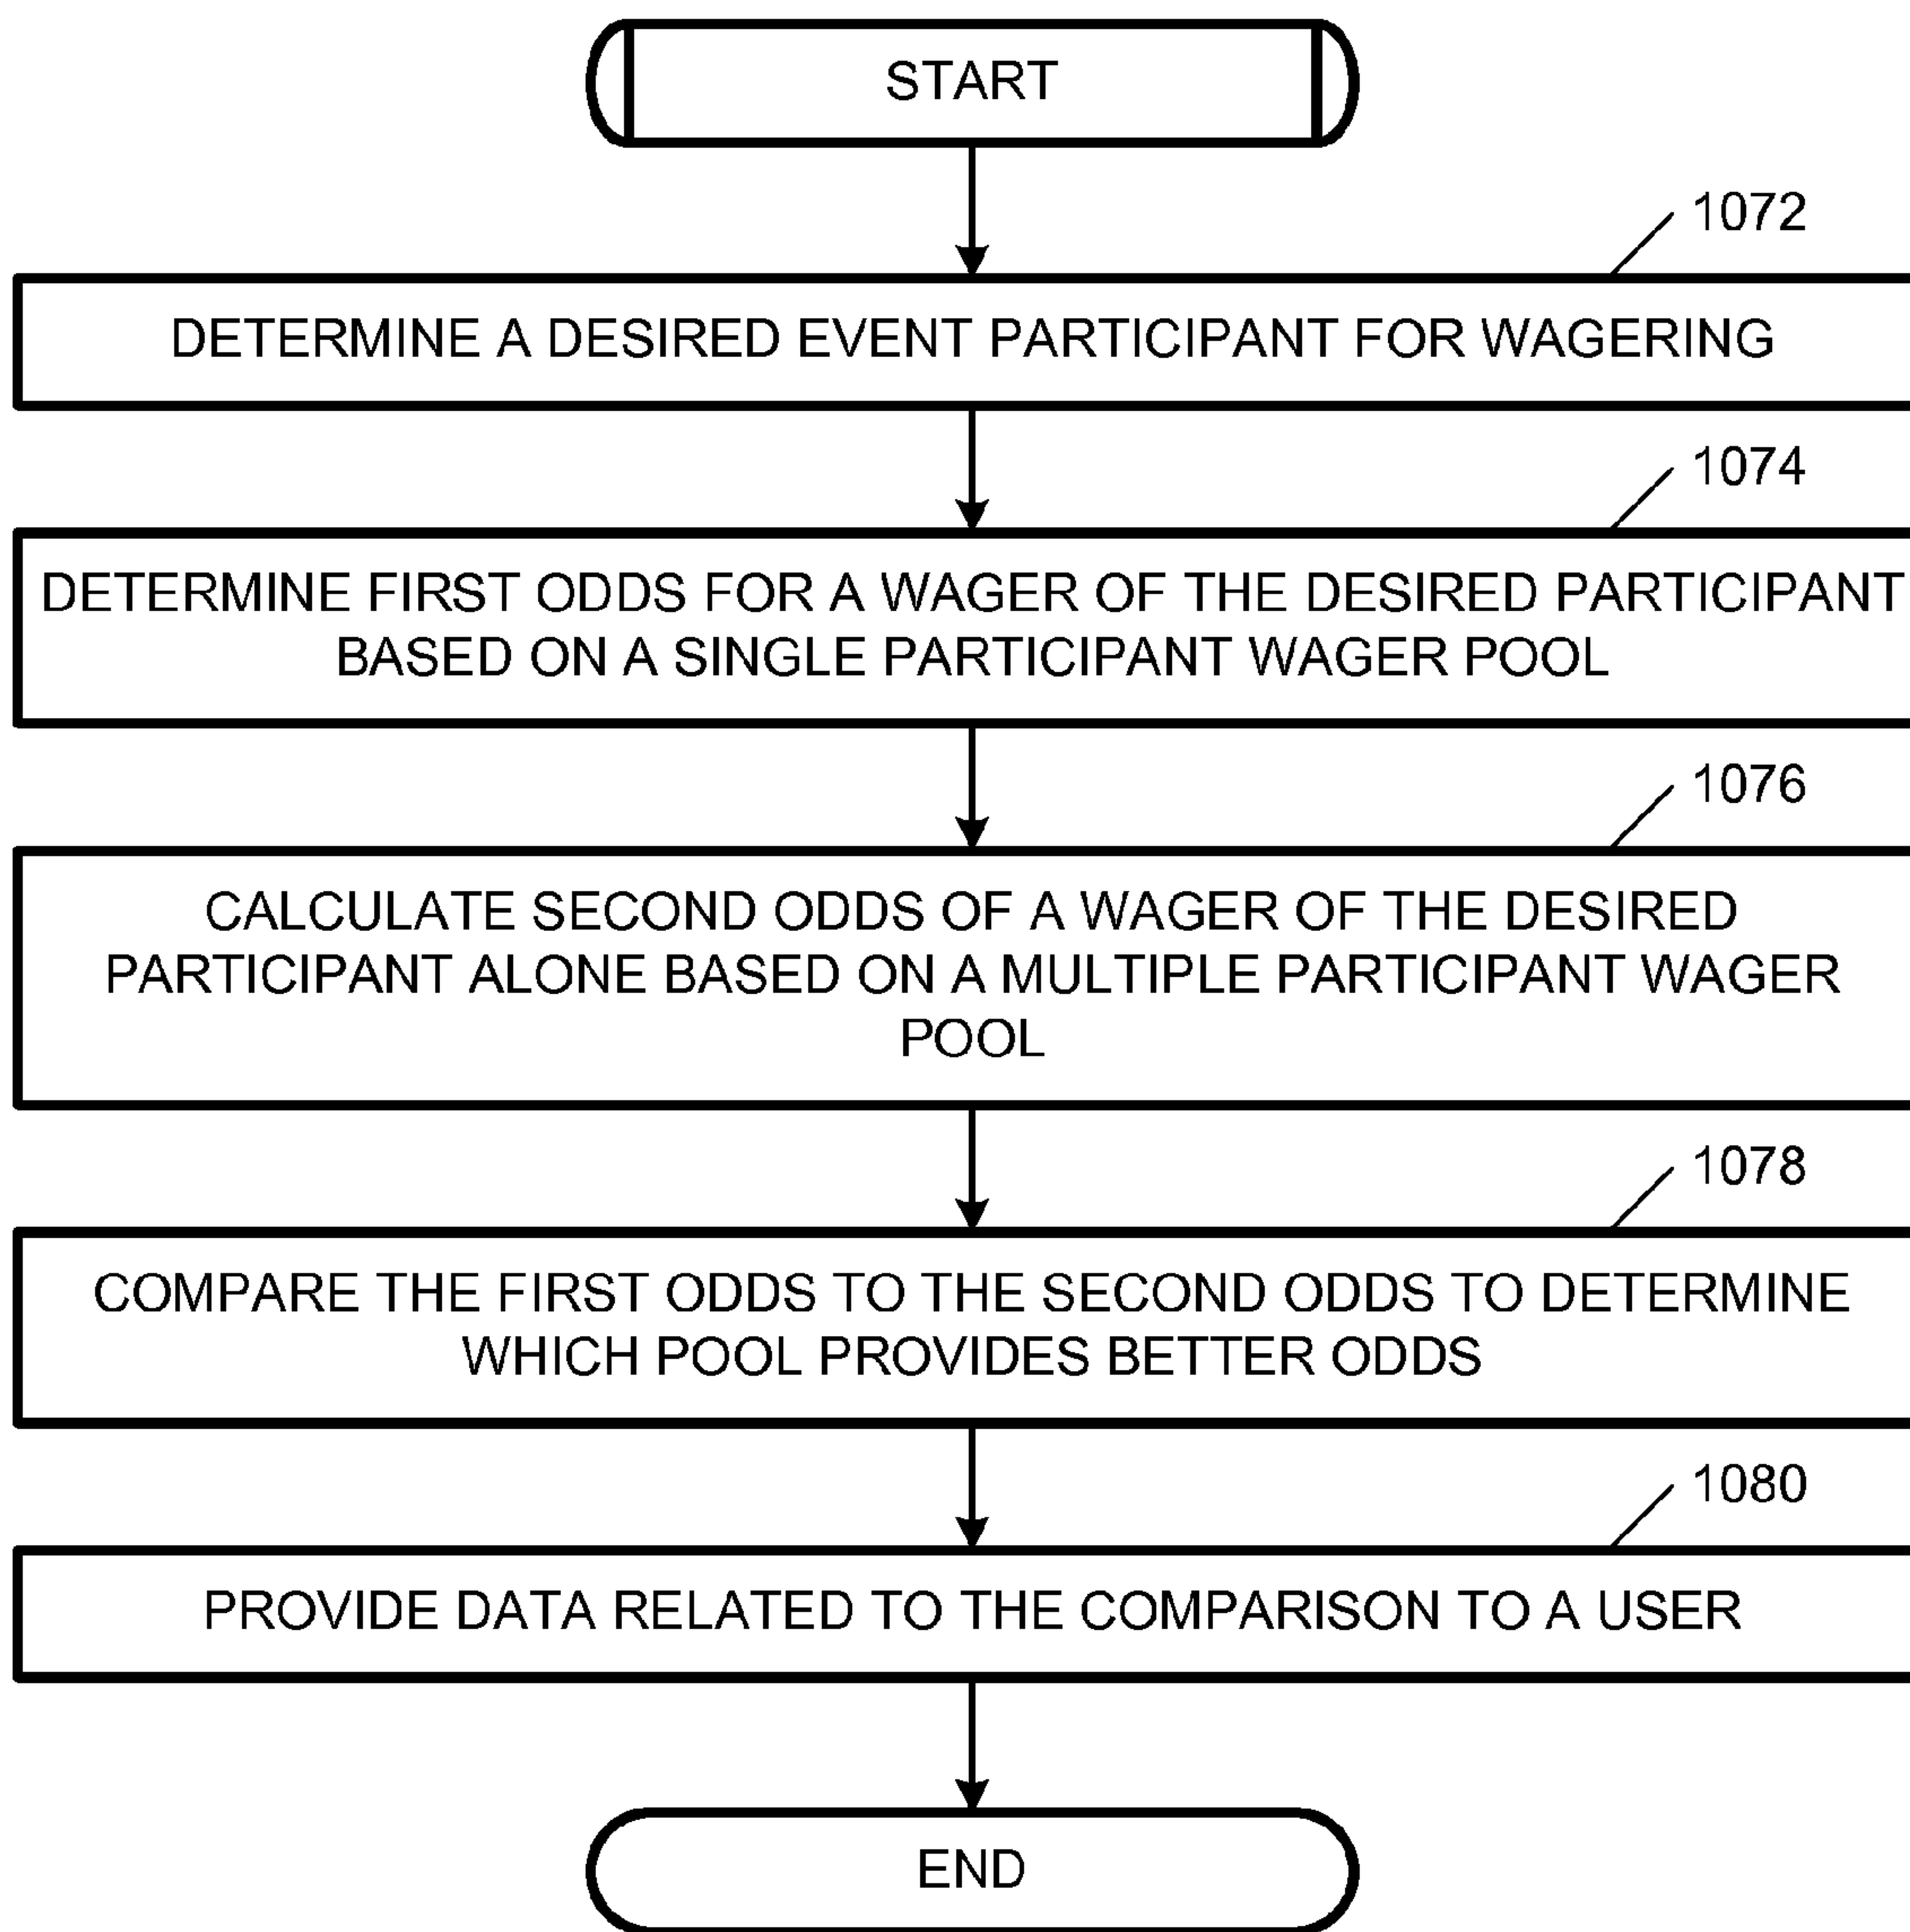 START
1072
DETERMINE A DESIRED EVENT PARTICIPANT FOR WAGERING
1074
DETERMINE FIRST ODDS FOR A WAGER OF THE DESIRED PARTICIPANT
BASED ON A SINGLE PARTICIPANT WAGER POOL
1076
CALCULATE SECOND ODDS OF A WAGER OF THE DESIRED
PARTICIPANT ALONE BASED ON A MULTIPLE PARTICIPANT WAGER
POOL
1078
COMPARE THE FIRST ODDS TO THE SECOND ODDS TO DETERMINE
WHICH POOL PROVIDES BETTER ODDS
1080
PROVIDE DATA RELATED TO THE COMPARISON TO A USER
END